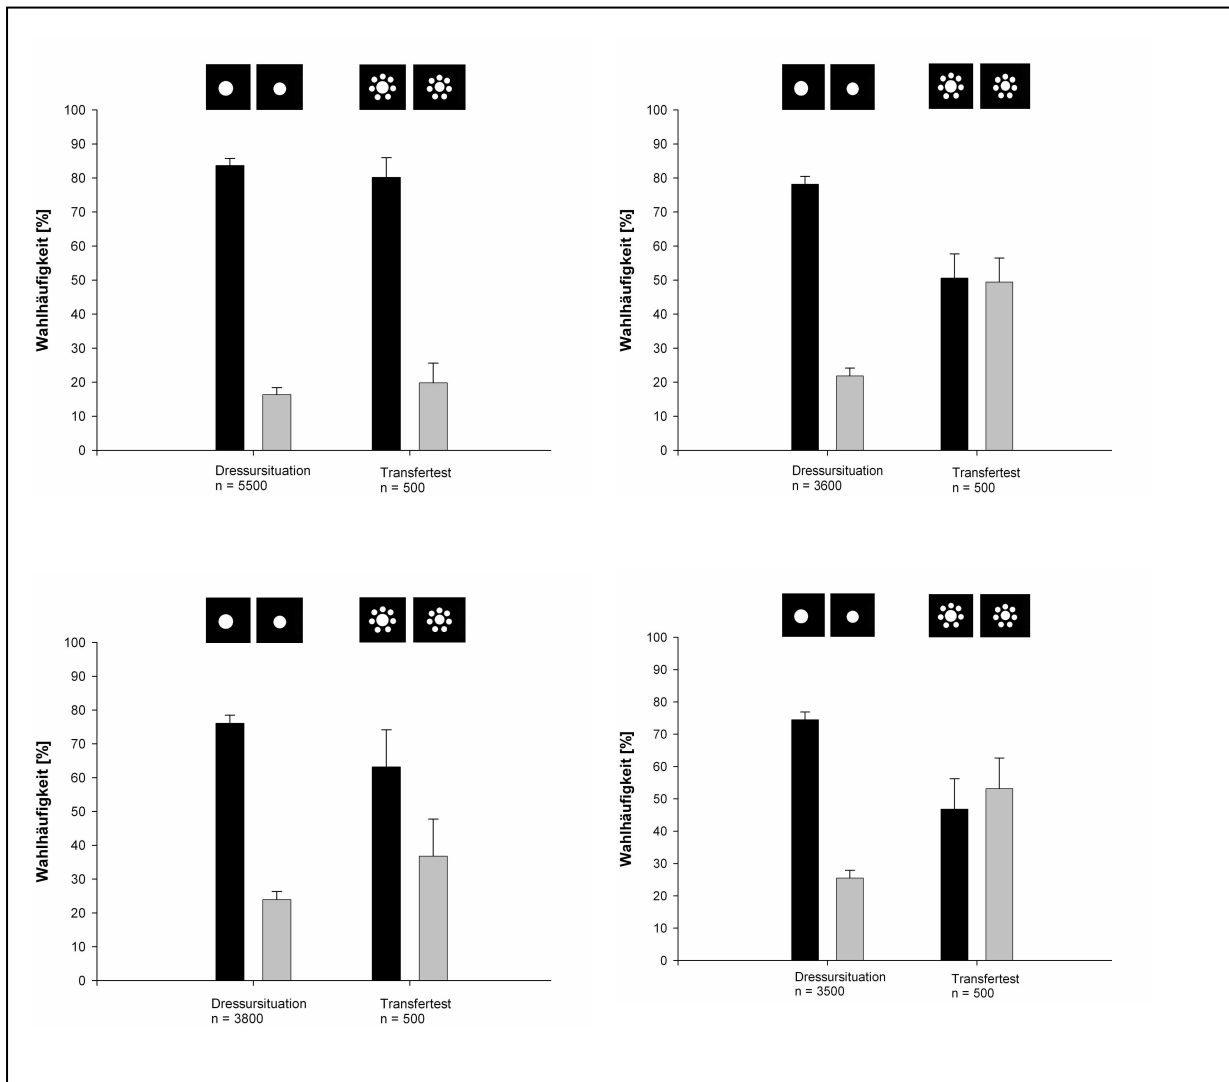 100
90
80
70
60
50
40
30
20
10
0
Wahlhäufigkeit [%]
Dressursituation
n = 5500
Transfertest
n = 500
100
90
80
70
60
50
40
30
20
10
0
Wahlhäufigkeit [%]
Dressursituation
n = 3600
Transfertest
n = 500
100
90
80
70
60
50
40
30
20
10
0
Wahlhäufigkeit [%]
Dressursituation
n = 3800
Transfertest
n = 500
100
90
80
70
60
50
40
30
20
10
0
Wahlhäufigkeit [%]
Dressursituation
n = 3500
Transfertest
n = 500